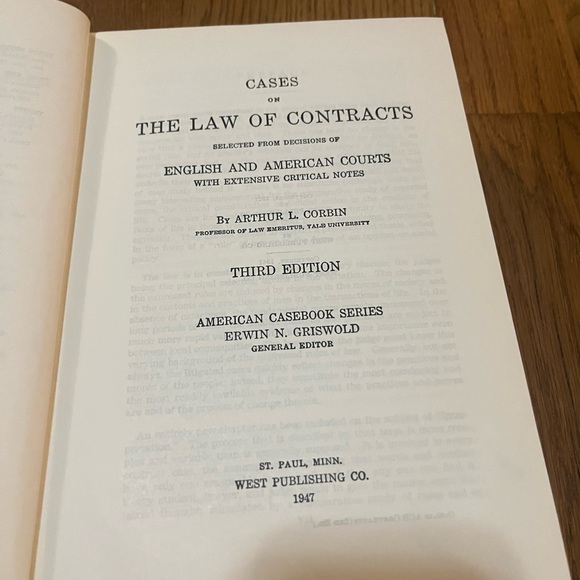 CASES
ON
THE LAW OF CONTRACTS
SELECTED FROM DECISIONS OF
ENGLISH AND AMERICAN COURTS
WITH EXTENSIVE CRITICAL NOTES
By ARTHUR L. CORBIN
PROFESSOR OF LAW EMERITUS, YALE UNIVERSITY
THIRD EDITION
AMERICAN CASEBOOK SERIES
ERWIN N. GRISWOLD
GENERAL EDITOR
ST. PAUL, MINN.
WEST PUBLISHING CO.
1947